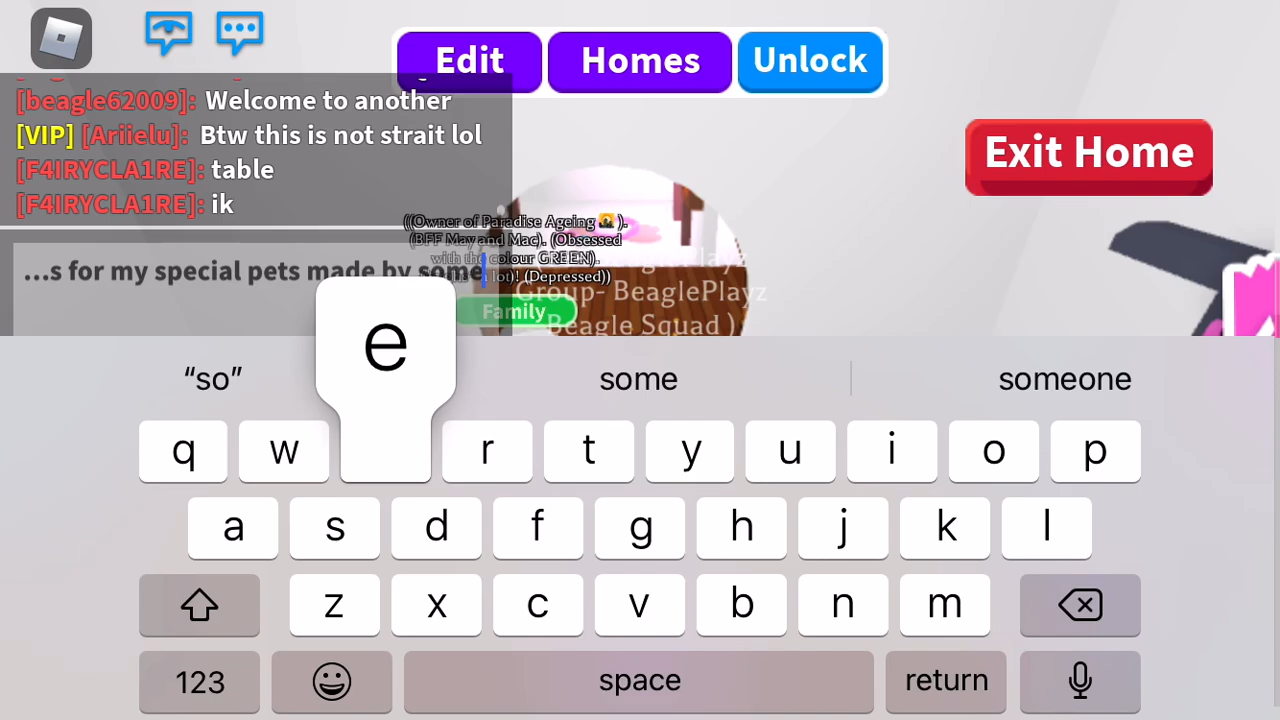 Edit
Homes
Unlock
[beagle62009]: Welcome to another
[VIP] [Ariielu]: Btw this is not strait lol
[F4IRYCLA1RE]: table
[F4IRYCLA1RE]: ik
Exit Home
((Owner of Paradise Ageing ).
(BFF May and Mac). (Obsessed
with the colour GREEN).
lot)! (Depressed))
...s for my special pets made by some
Group- BeaglePlayz
Family
Beagle Squad )
e
"so"
some
someone
q w r t y u i o p
a s d f g h j k l
z x c v b n m
123
space
return